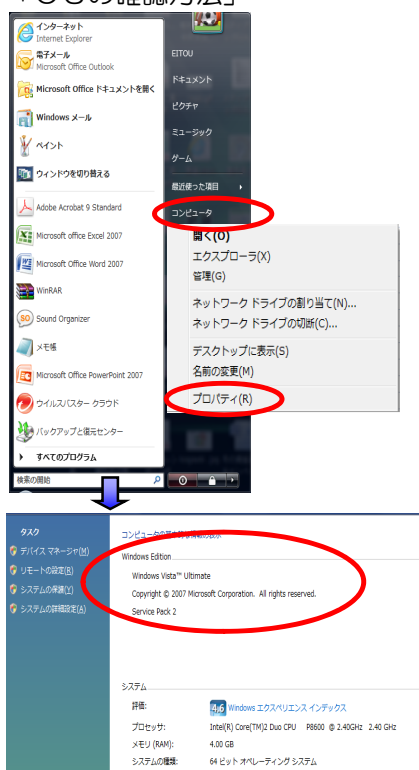 「OSの確認方法」
インターネット
Internet Explorer
電子メール
Microsoft Office Outlook
Microsoft Office ドキュメントを開く
Windows メール
ペイント
ウィンドウを切り替える
Adobe Acrobat 9 Standard
Microsoft office Excel 2007
Microsoft Office Word 2007
WinRAR
SO Sound Organizer
メモ帳
Microsoft Office PowerPoint 2007
ウイルスバスター クラウド
バックアップと復元センター
すべてのプログラム
検索の開始
EITOU
ドキュメント
ピクチャ
ミュージック
ゲーム
最近使った項目
コンピュータ
開く(O)
エクスプローラ(X)
管理(G)
ネットワーク ドライブの割り当て(N)...
ネットワーク ドライブの切断(C)...
デスクトップに表示(S)
名前の変更(M)
プロパティ(R)
タスク
デバイス マネージャ(M)
リモートの設定(R)
システムの保護(Y)
システムの詳細設定(A)
コンピュータの基本的な情報の表示
Windows Edition
Windows Vista™ Ultimate
Copyright © 2007 Microsoft Corporation. All rights reserved.
Service Pack 2
システム
評価: 4.6 Windows エクスペリエンス インデックス
プロセッサ: Intel(R) Core(TM)2 Duo CPU P8600 @ 2.40GHz 2.40 GHz
メモリ (RAM): 4.00 GB
システムの種類: 64 ビット オペレーティング システム